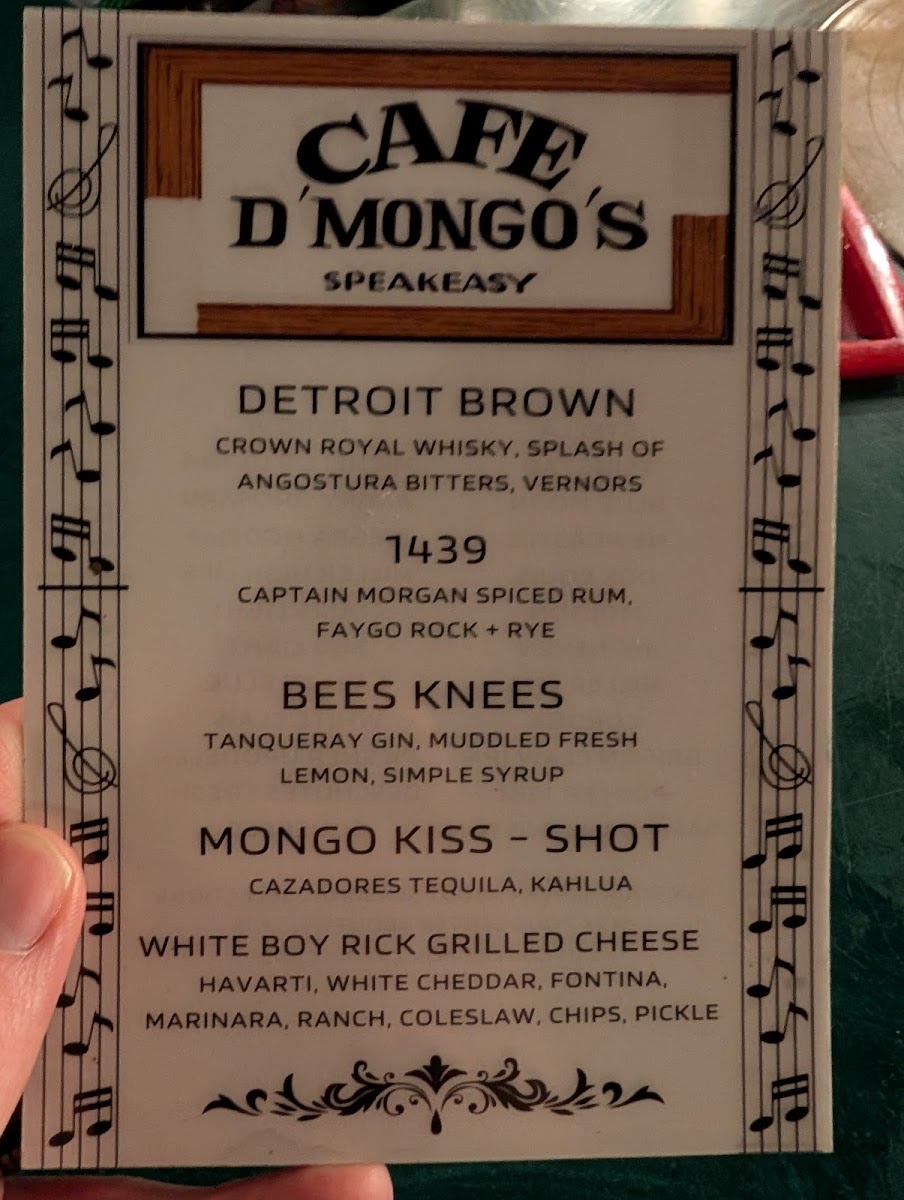 CAFE
D'MONGO'S
SPEAKEASY
DETROIT BROWN
CROWN ROYAL WHISKY, SPLASH OF
ANGOSTURA BITTERS, VERNORS
1439
CAPTAIN MORGAN SPICED RUM,
FAYGO ROCK + RYE
BEES KNEES
TANQUERAY GIN, MUDDLED FRESH
LEMON, SIMPLE SYRUP
MONGO KISS - SHOT
CAZADORES TEQUILA, KAHLUA
WHITE BOY RICK GRILLED CHEESE
HAVARTI, WHITE CHEDDAR, FONTINA,
MARINARA, RANCH, COLESLAW, CHIPS, PICKLE